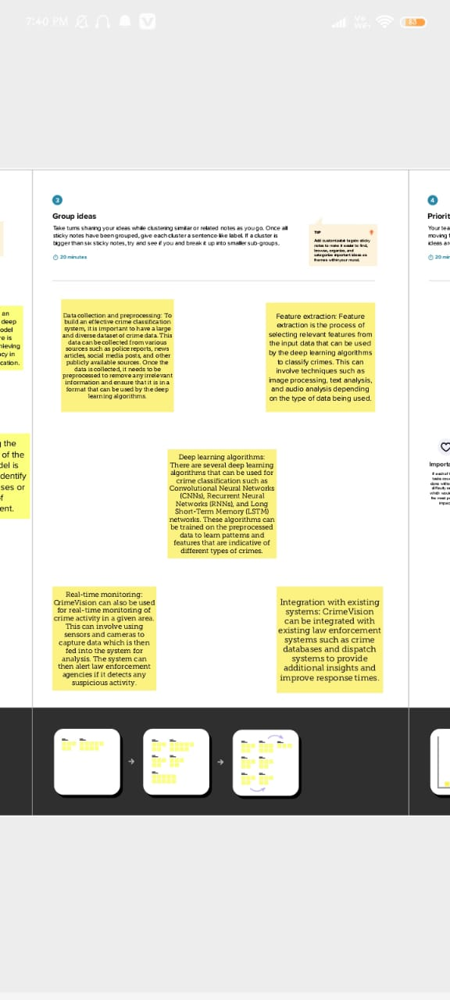 7:40 PM
Vo
WiFi
83
3
Group ideas
Take turns sharing your ideas while clustering similar or related notes as you go. Once all
sticky notes have been grouped, give each cluster a sentence-like label. If a cluster is
bigger than six sticky notes, try and see if you and break it up into smaller sub-groups.
20 minutes
TIP
Add customizable tags to sticky
notes to make it easier to find,
browse, organize, and
categorize important ideas as
themes within your mural.
4
Priorit
Your tea
moving t
ideas ar
20 min
an
deep
odel
re is
hieving
cy in
cation.
Data collection and preprocessing: To
build an effective crime classification
system, it is important to have a large
and diverse dataset of crime data. This
data can be collected from various
sources such as police reports, news
articles, social media posts, and other
publicly available sources. Once the
data is collected, it needs to be
preprocessed to remove any irrelevant
information and ensure that it is in a
format that can be used by the deep
learning algorithms.
Feature extraction: Feature
extraction is the process of
selecting relevant features from
the input data that can be used
by the deep learning algorithms
to classify crimes. This can
involve techniques such as
image processing, text analysis,
and audio analysis depending
on the type of data being used.
g the
of the
del is
dentify
ses or
f
ent.
Deep learning algorithms:
There are several deep learning
algorithms that can be used for
crime classification such as
Convolutional Neural Networks
(CNNs), Recurrent Neural
Networks (RNNs), and Long
Short-Term Memory (LSTM)
networks. These algorithms can
be trained on the preprocessed
data to learn patterns and
features that are indicative of
different types of crimes.
Importa
Real-time monitoring:
CrimeVision can also be used
for real-time monitoring of
crime activity in a given area.
This can involve using
sensors and cameras to
capture data which is then
fed into the system for
analysis. The system can
then alert law enforcement
agencies if it detects any
suspicious activity.
Integration with existing
systems: CrimeVision
can be integrated with
existing law enforcement
systems such as crime
databases and dispatch
systems to provide
additional insights and
improve response times.